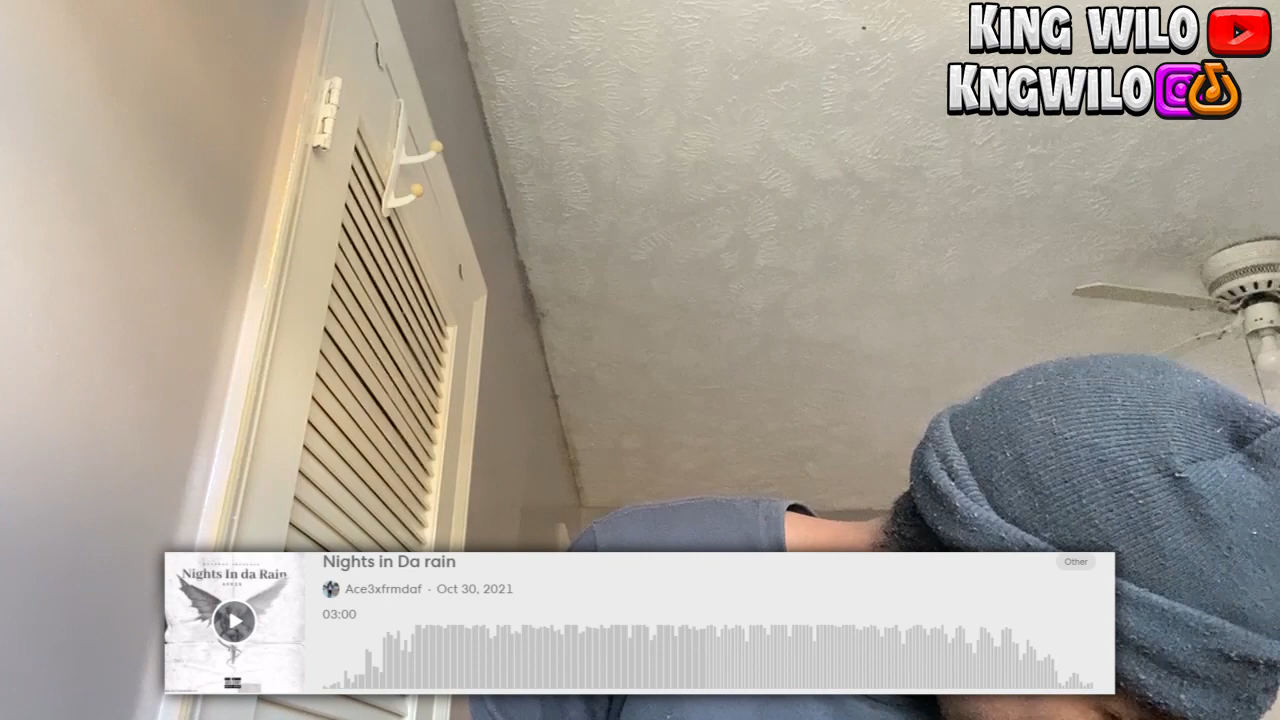 KING WILO
KNGWILO
Nights in Da rain
Other
Ace3xfrmdaf · Oct 30, 2021
03:00
Nights In da Rain